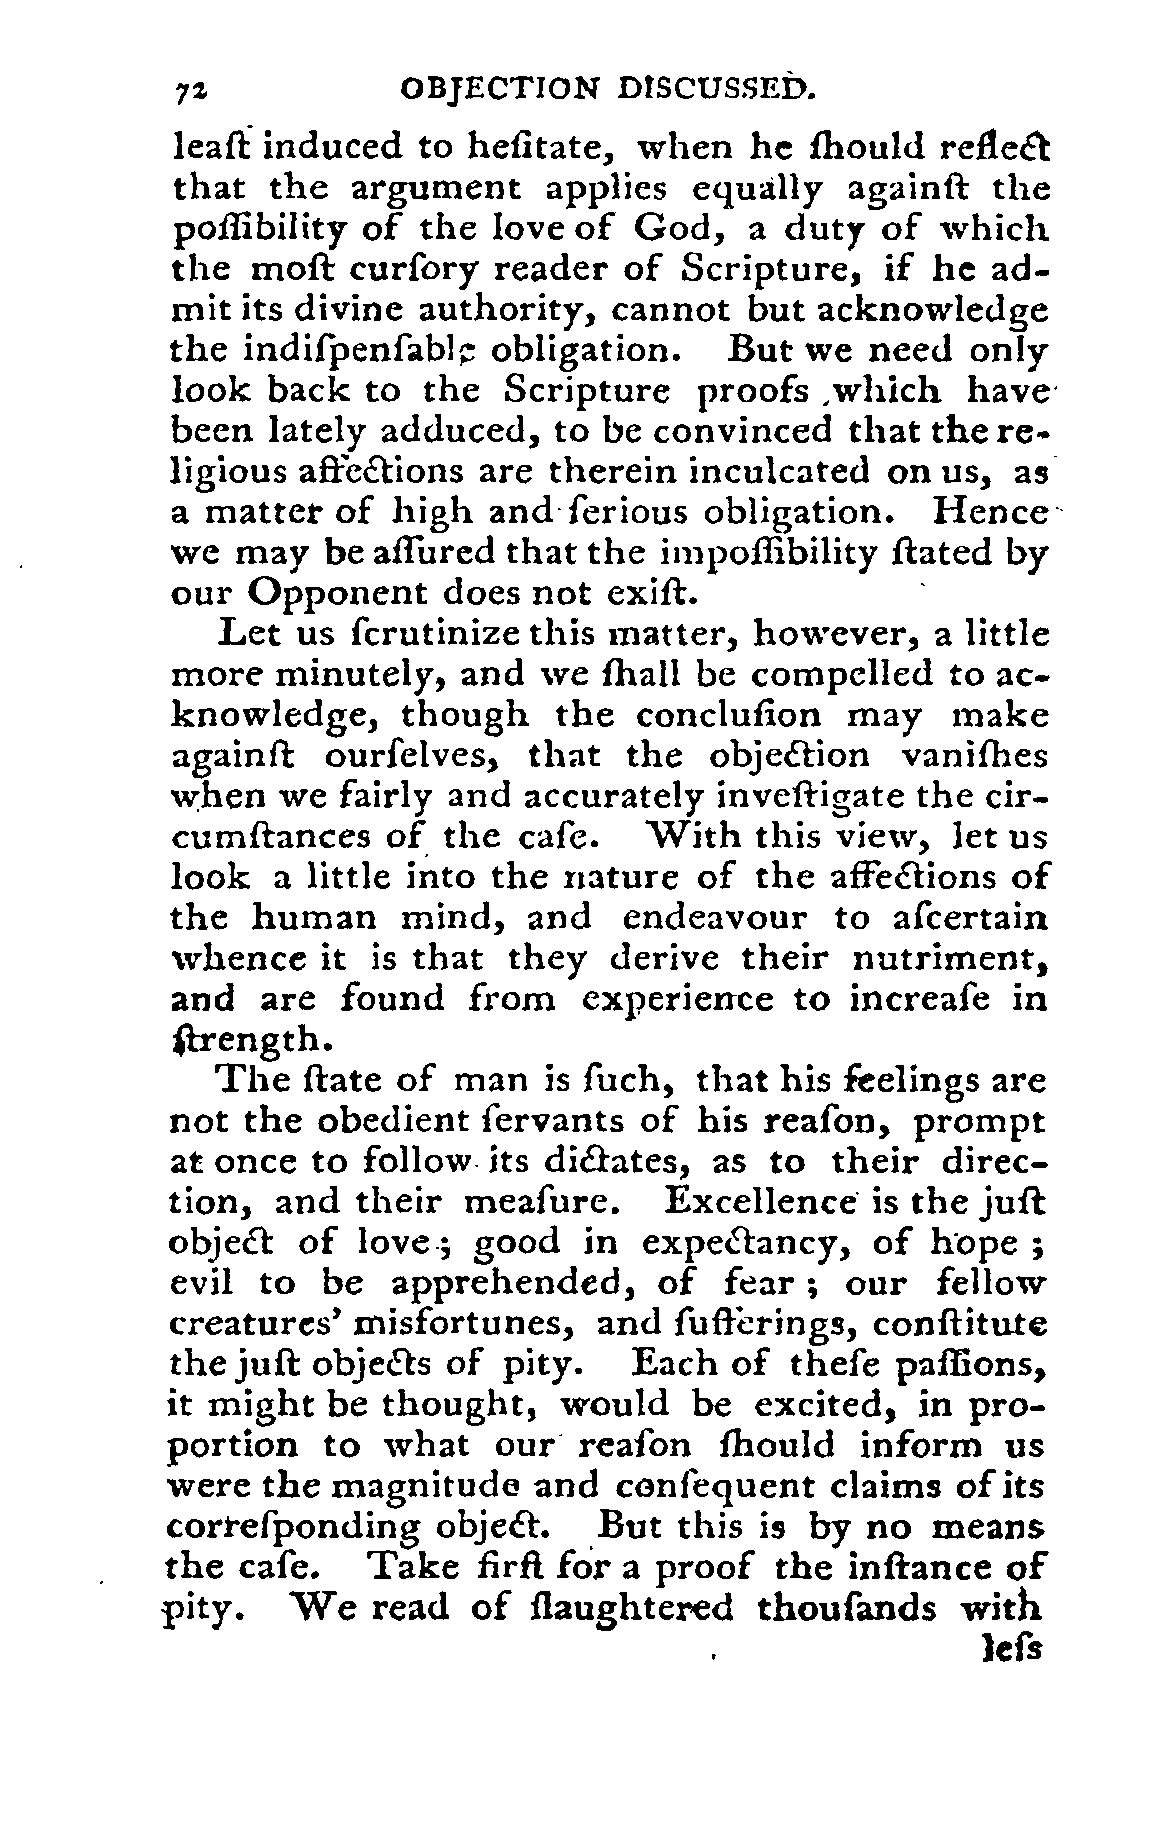 72 OBJECTION DISCUSSED.
leaſt induced to heſitate, when he ſhould reflect
that the argument applies equally againſt the
poſſibility of the love of God, a duty of which
the moſt curſory reader of Scripture, if he ad-
mit its divine authority, cannot but acknowledge
the indiſpenſable obligation. But we need only
look back to the Scripture proofs which have
been lately adduced, to be convinced that the re-
ligious affections are therein inculcated on us, as
a matter of high and ſerious obligation. Hence
we may be aſſured that the impoſſibility ſtated by
our Opponent does not exiſt.
Let us ſcrutinize this matter, however, a little
more minutely, and we ſhall be compelled to ac-
knowledge, though the concluſion may make
againſt ourſelves, that the objection vaniſhes
when we fairly and accurately inveſtigate the cir-
cumſtances of the caſe. With this view, let us
look a little into the nature of the affections of
the human mind, and endeavour to aſcertain
whence it is that they derive their nutriment,
and are found from experience to increaſe in
ſtrength.
The ſtate of man is ſuch, that his feelings are
not the obedient ſervants of his reaſon, prompt
at once to follow its dictates, as to their direc-
tion, and their meaſure. Excellence is the juſt
object of love; good in expectancy, of hope;
evil to be apprehended, of fear; our fellow
creatures' misfortunes, and ſufferings, conſtitute
the juſt objects of pity. Each of theſe paſſions,
it might be thought, would be excited, in pro-
portion to what our reaſon ſhould inform us
were the magnitude and conſequent claims of its
correſponding object. But this is by no means
the caſe. Take firſt for a proof the inſtance of
pity. We read of ſlaughtered thouſands with
leſs